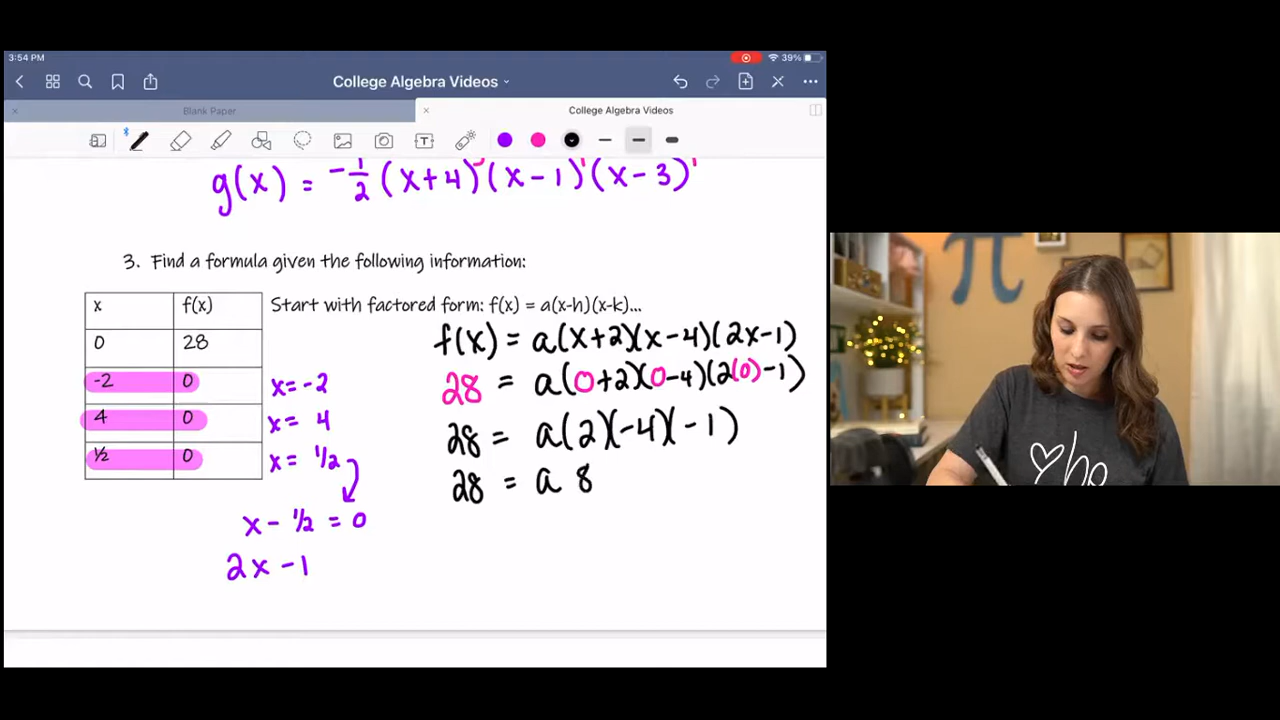 3:54 PM
39%
College Algebra Videos
Blank Paper
College Algebra Videos
g(x) = -1/2 (x+4)³(x-1)¹(x-3)¹
3. Find a formula given the following information:
x f(x)
0 28
-2 0
4 0
½ 0
x = -2
x = 4
x = 1/2
x - 1/2 = 0
2x - 1
Start with factored form: f(x) = a(x-h)(x-k)...
f(x) = a(x+2)(x-4)(2x-1)
28 = a(0+2)(0-4)(2(0)-1)
28 = a(2)(-4)(-1)
28 = a 8